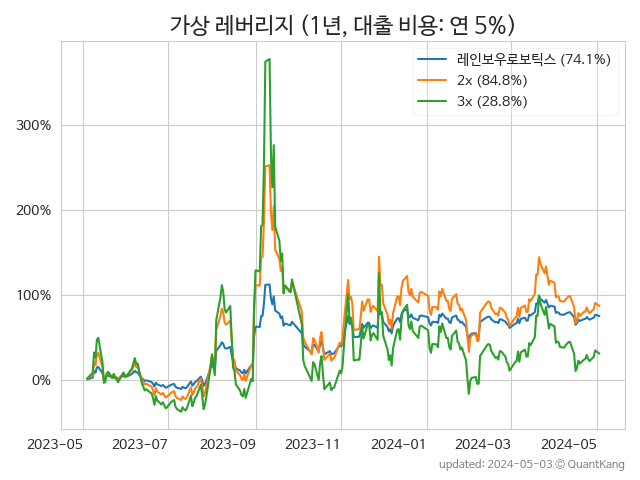 가상 레버리지 (1년, 대출 비용: 연 5%)
레인보우로보틱스 (74.1%)
2x (84.8%)
3x (28.8%)
300%
200%
100%
0%
2023-05 2023-07 2023-09 2023-11 2024-01 2024-03 2024-05
updated: 2024-05-03 © QuantKang